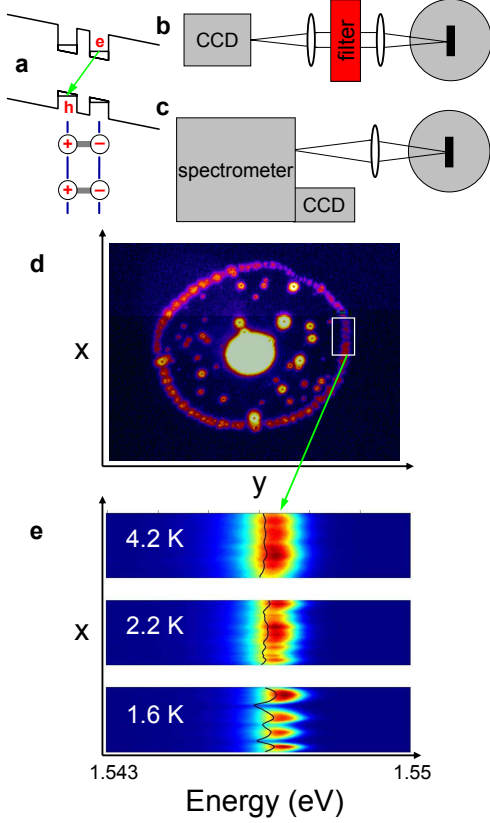 a
e
h
+ −
+ −
b
CCD
filter
c
spectrometer
CCD
d
x
y
e
4.2 K
2.2 K
x
1.6 K
1.543
1.55
Energy (eV)